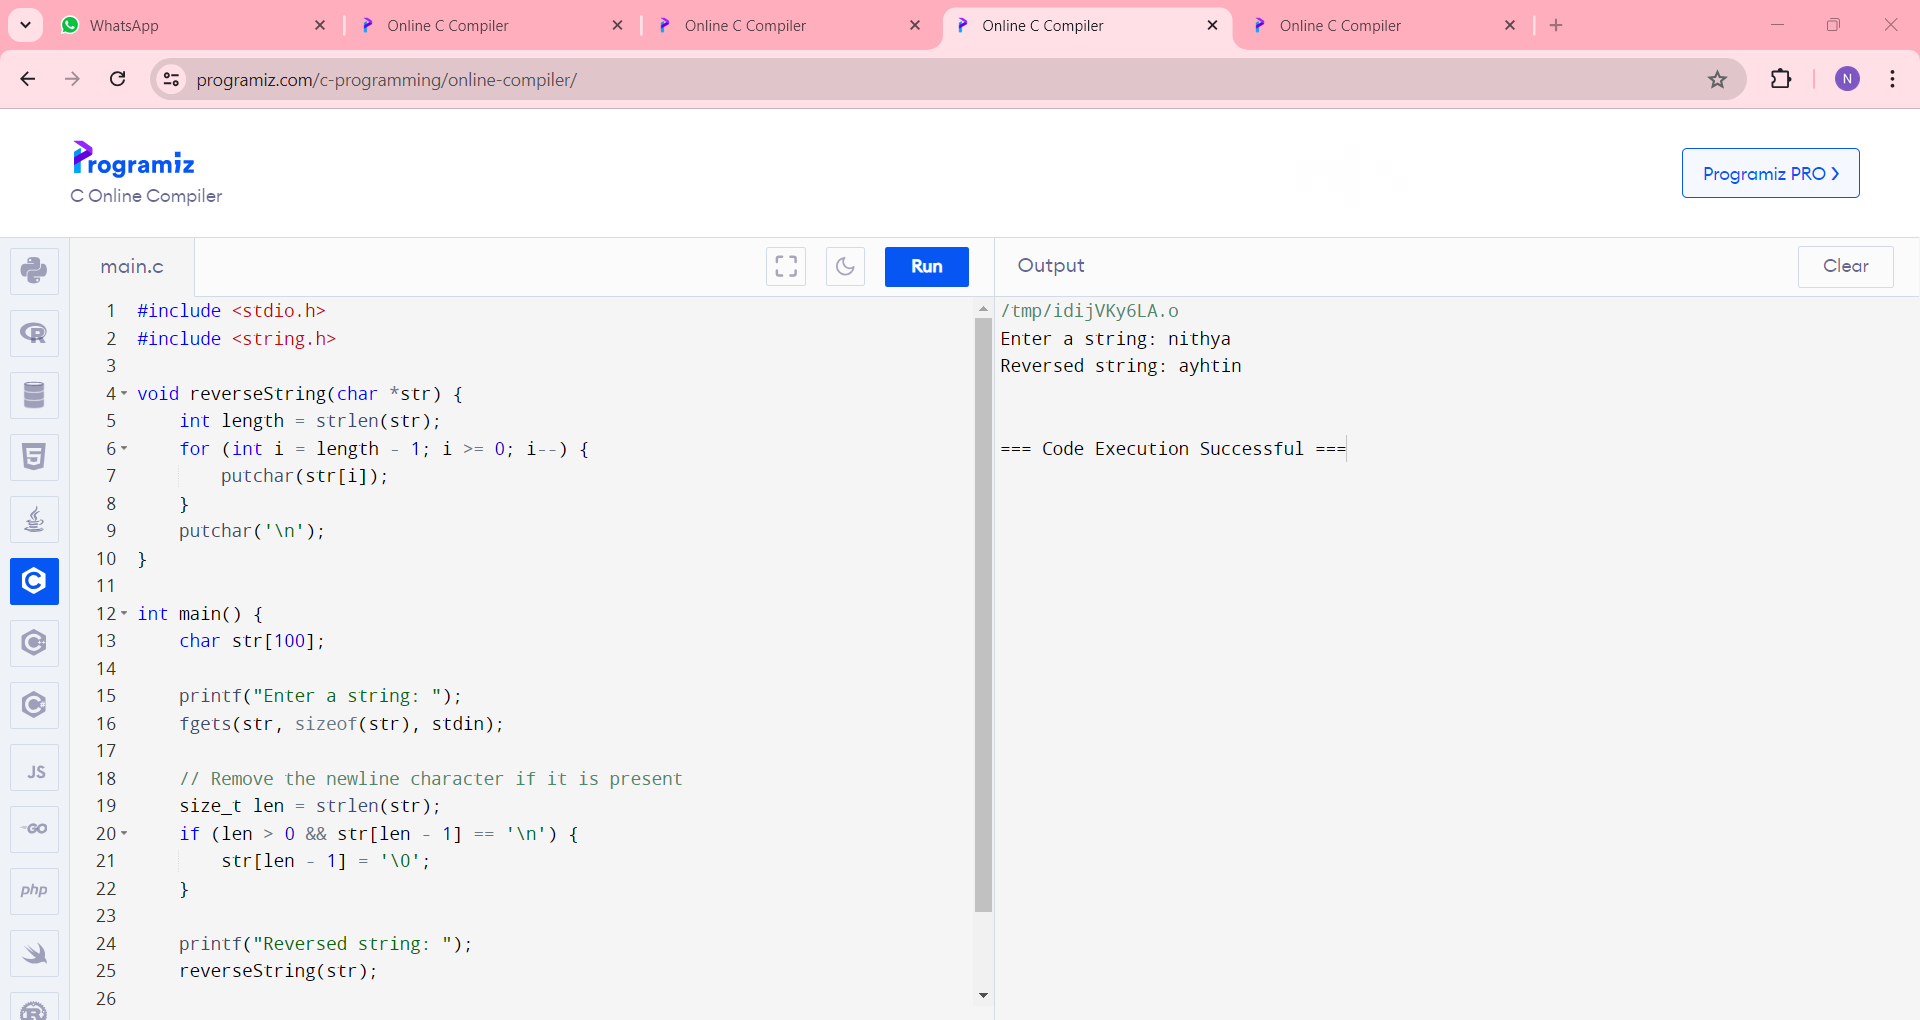 WhatsApp
Online C Compiler
Online C Compiler
Online C Compiler
Online C Compiler
programiz.com/c-programming/online-compiler/
N
Programiz
C Online Compiler
Programiz PRO
main.c
Run
Output
Clear
1 #include <stdio.h>
2 #include <string.h>
3
4 void reverseString(char *str) {
5 int length = strlen(str);
6 for (int i = length - 1; i >= 0; i--) {
7 putchar(str[i]);
8 }
9 putchar('\n');
10 }
11
12 int main() {
13 char str[100];
14
15 printf("Enter a string: ");
16 fgets(str, sizeof(str), stdin);
17
18 // Remove the newline character if it is present
19 size_t len = strlen(str);
20 if (len > 0 && str[len - 1] == '\n') {
21 str[len - 1] = '\0';
22 }
23
24 printf("Reversed string: ");
25 reverseString(str);
26
/tmp/idijVKy6LA.o
Enter a string: nithya
Reversed string: ayhtin
=== Code Execution Successful ===
R
5
C
C
C
JS
GO
php
R